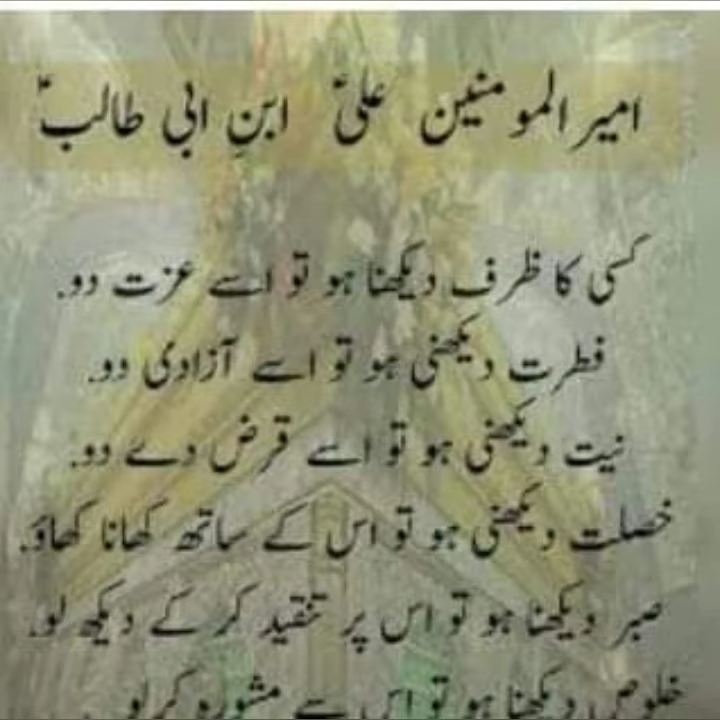 امیر المومنین علیؑ ابنِ ابی طالبؑ
کسی کا ظرف دیکھنا ہو تو اسے عزت دو.
فطرت دیکھنی ہو تو اسے آزادی دو.
نیت دیکھنی ہو تو اسے قرض دے دو.
خصلت دیکھنی ہو تو اس کے ساتھ کھانا کھاؤ.
صبر دیکھنا ہو تو اس پر تنقید کر کے دیکھ لو.
خلوص دیکھنا ہو تو اس سے مشورہ کر لو.